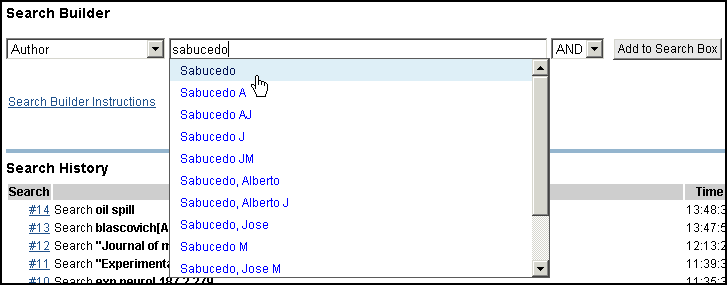 Search Builder
Author sabucedo AND Add to Search Box
Sabucedo
Sabucedo A
Search Builder Instructions
Sabucedo AJ
Sabucedo J
Sabucedo JM
Search History
Sabucedo, Alberto
Search Time
Sabucedo, Alberto J
#14 Search oil spill 13:48:3
Sabucedo, Jose
#13 Search blascovich[A 13:47:5
Sabucedo M
#12 Search "Journal of m 12:13:2
Sabucedo, Jose M
#11 Search "Experimenta 11:39:3
#10 Search exp neurol 187 2 279 11:35:3